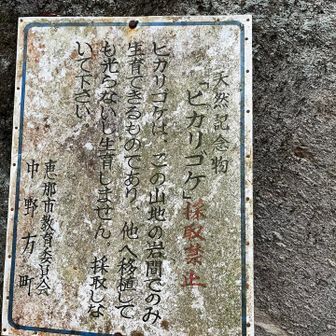 天然記念物
「ヒカリゴケ」採取禁止
ヒカリゴケは、この山地の岩間でのみ
生育できるものであり、他へ移植して
も光らないし生育しません。採取しな
いで下さい
恵那市教育委員会
中野方町